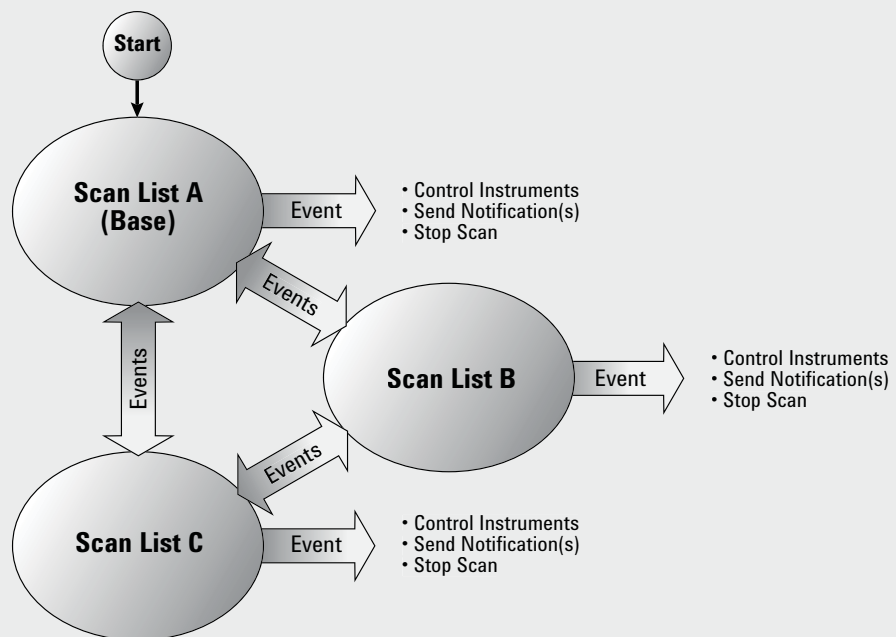 Start
Scan List A
(Base)
Event
• Control Instruments
• Send Notification(s)
• Stop Scan
Events
Events
Scan List B
Event
• Control Instruments
• Send Notification(s)
• Stop Scan
Events
Scan List C
Event
• Control Instruments
• Send Notification(s)
• Stop Scan